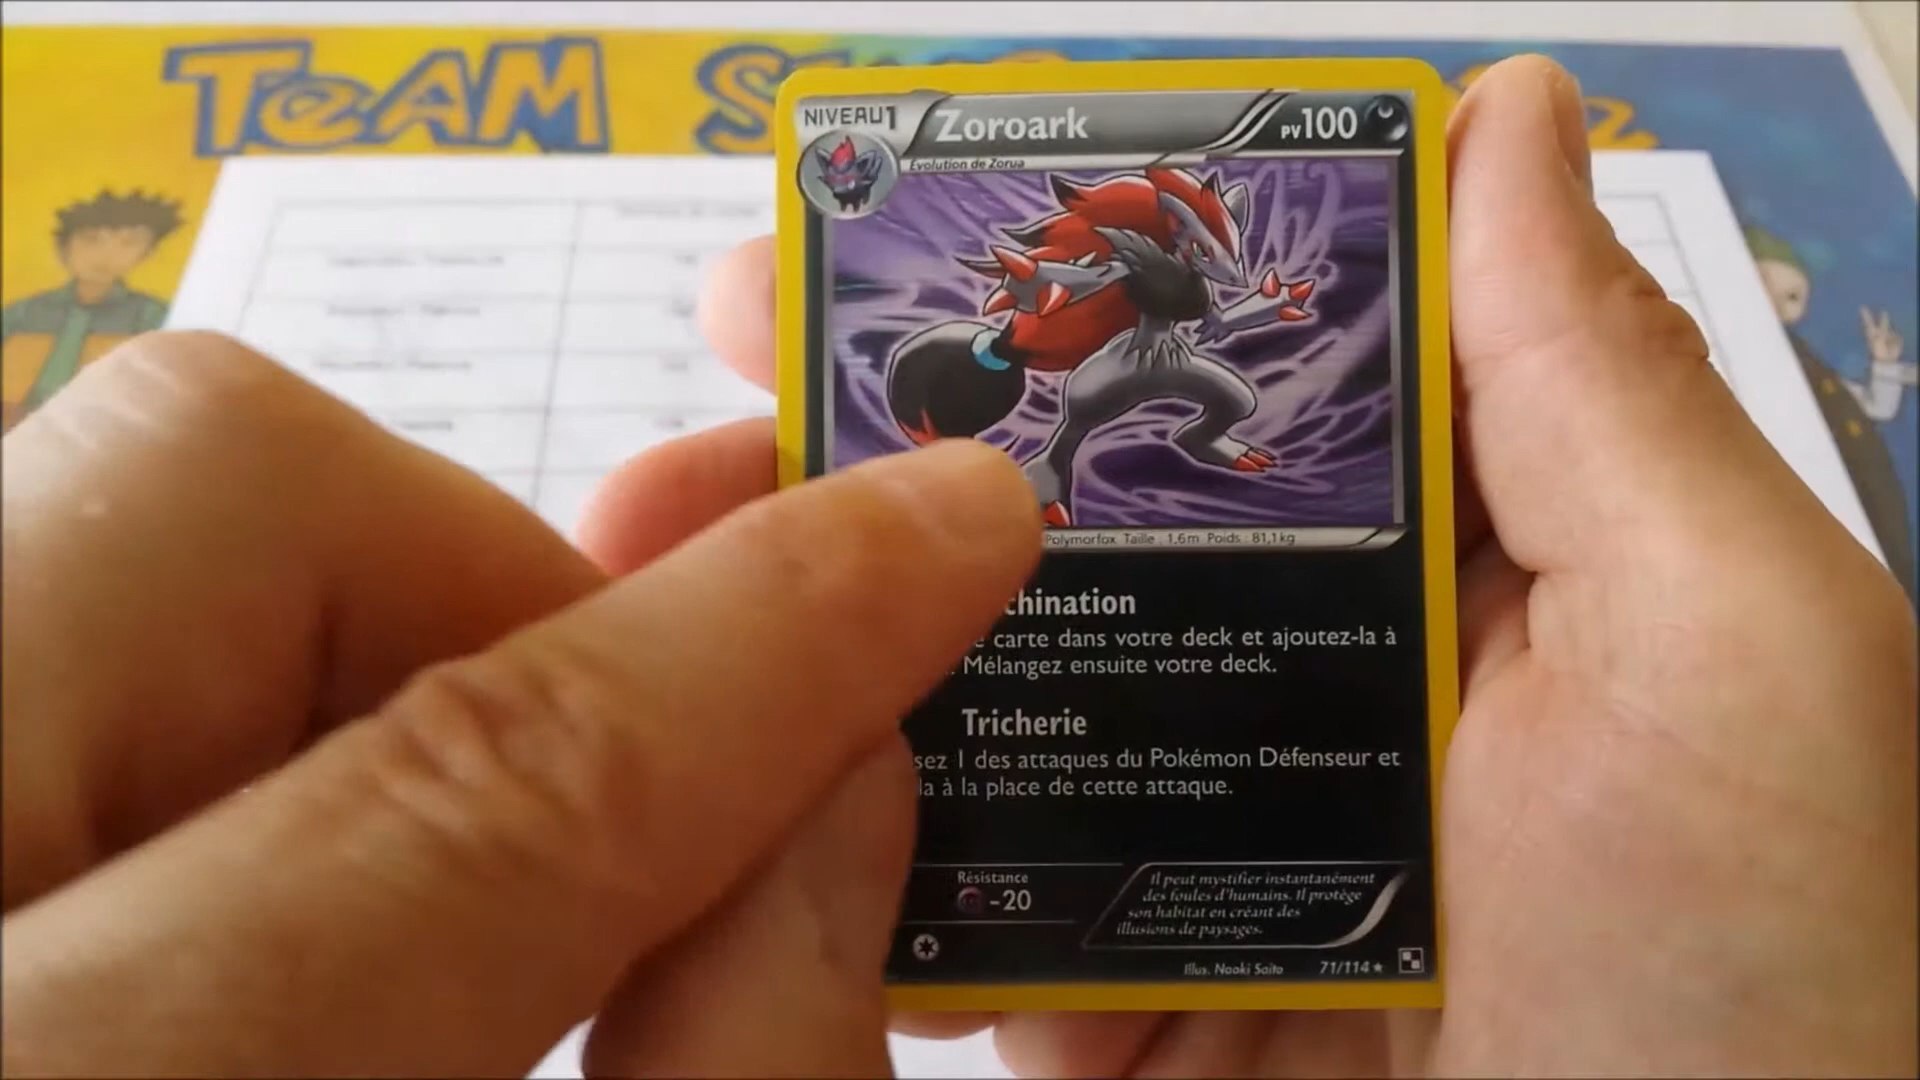 TeAM
NIVEAU1
Zoroark
PV100
Évolution de Zorua
Polymorfox Taille : 1,6m Poids : 81,1kg
chination
carte dans votre deck et ajoutez-la à
. Mélangez ensuite votre deck.
Tricherie
sez 1 des attaques du Pokémon Défenseur et
la à la place de cette attaque.
Résistance
-20
Il peut mystifier instantanément
des foules d'humains. Il protège
son habitat en créant des
illusions de paysages.
Illus. Naoki Saito
71/114